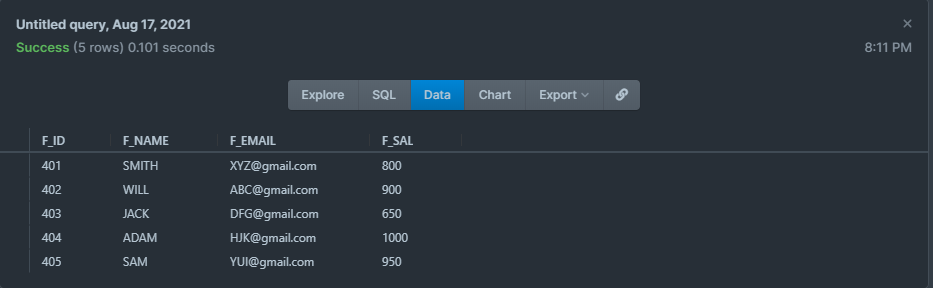 Untitled query, Aug 17, 2021
Success (5 rows) 0.101 seconds 8:11 PM
Explore SQL Data Chart Export
F_ID F_NAME F_EMAIL F_SAL
401 SMITH XYZ@gmail.com 800
402 WILL ABC@gmail.com 900
403 JACK DFG@gmail.com 650
404 ADAM HJK@gmail.com 1000
405 SAM YUI@gmail.com 950